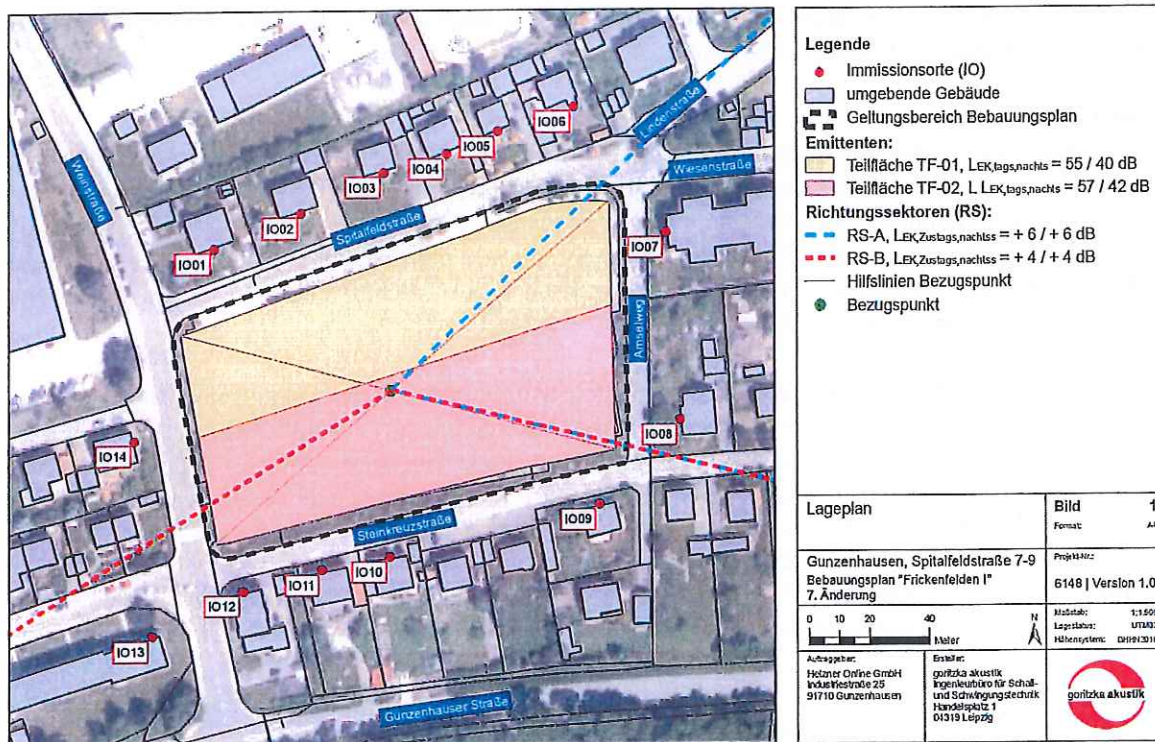 Weinstraße
Lindenstraße
Wiesenstraße
Spitalfeldstraße
Amselweg
Steinkreuzstraße
Gunzenhauser Straße
IO01
IO02
IO03
IO04
IO05
IO06
IO07
IO08
IO09
IO10
IO11
IO12
IO13
IO14
Legende
Immissionsorte (IO)
umgebende Gebäude
Geltungsbereich Bebauungsplan
Emittenten:
Teilfläche TF-01, LEK,tags,nachts = 55 / 40 dB
Teilfläche TF-02, L LEK,tags,nachts = 57 / 42 dB
Richtungssektoren (RS):
RS-A, LEK,Zustags,nachtss = + 6 / + 6 dB
RS-B, LEK,Zustags,nachtss = + 4 / + 4 dB
Hilfslinien Bezugspunkt
Bezugspunkt
Lageplan
Bild 1
Format:
Gunzenhausen, Spitalfeldstraße 7-9
Bebauungsplan "Frickenfelden I"
7. Änderung
Projekt-Nr.:
6148 | Version 1.0
0 10 20 40
Meter
N
Maßstab:
Lagestatus:
Höhensystem:
Auftraggeber:
Hetzner Online GmbH
Industriestraße 25
91710 Gunzenhausen
Ersteller:
goritzka akustik
Ingenieurbüro für Schall-
und Schwingungstechnik
Handelsplatz 1
04319 Leipzig
goritzka akustik